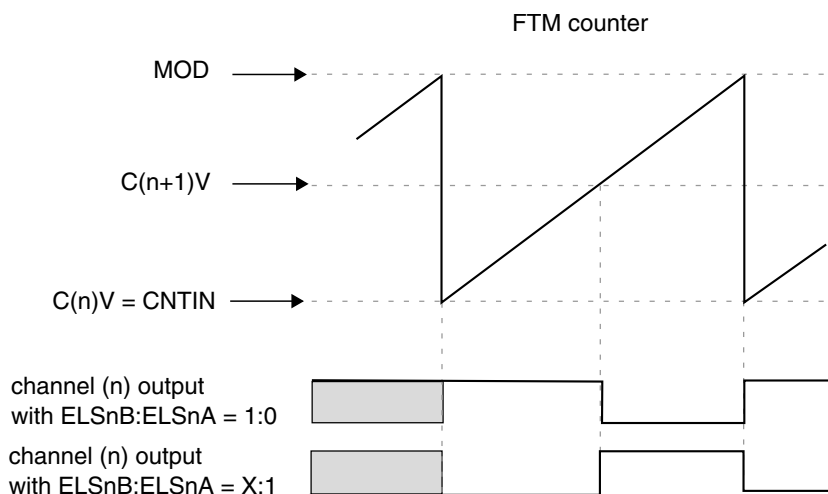 FTM counter
MOD
C(n+1)V
C(n)V = CNTIN
channel (n) output
with ELSnB:ELSnA = 1:0
channel (n) output
with ELSnB:ELSnA = X:1